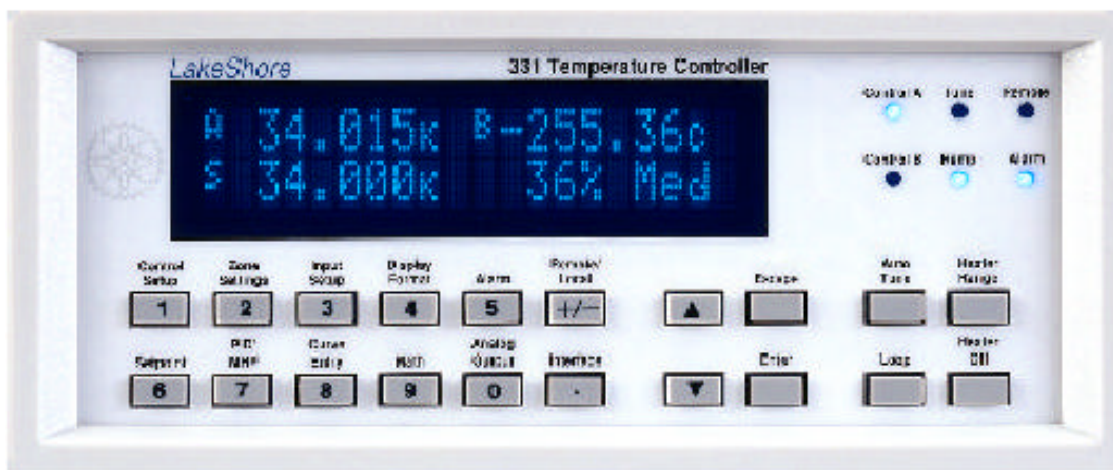 LakeShore
331 Temperature Controller
A 34.015K B-255.36C
S 34.000K 36% Med
Control A Tune Remote
Control B Ramp Alarm
Control Setup
Zone Settings
Input Setup
Display Format
Alarm
Remote/Local
Escape
Auto Tune
Heater Range
1 2 3 4 5 +/− ▲
Setpoint
PID/MHP
Curve Entry
Math
Analog Output
Interface
Enter
Loop
Heater Off
6 7 8 9 0 . ▼